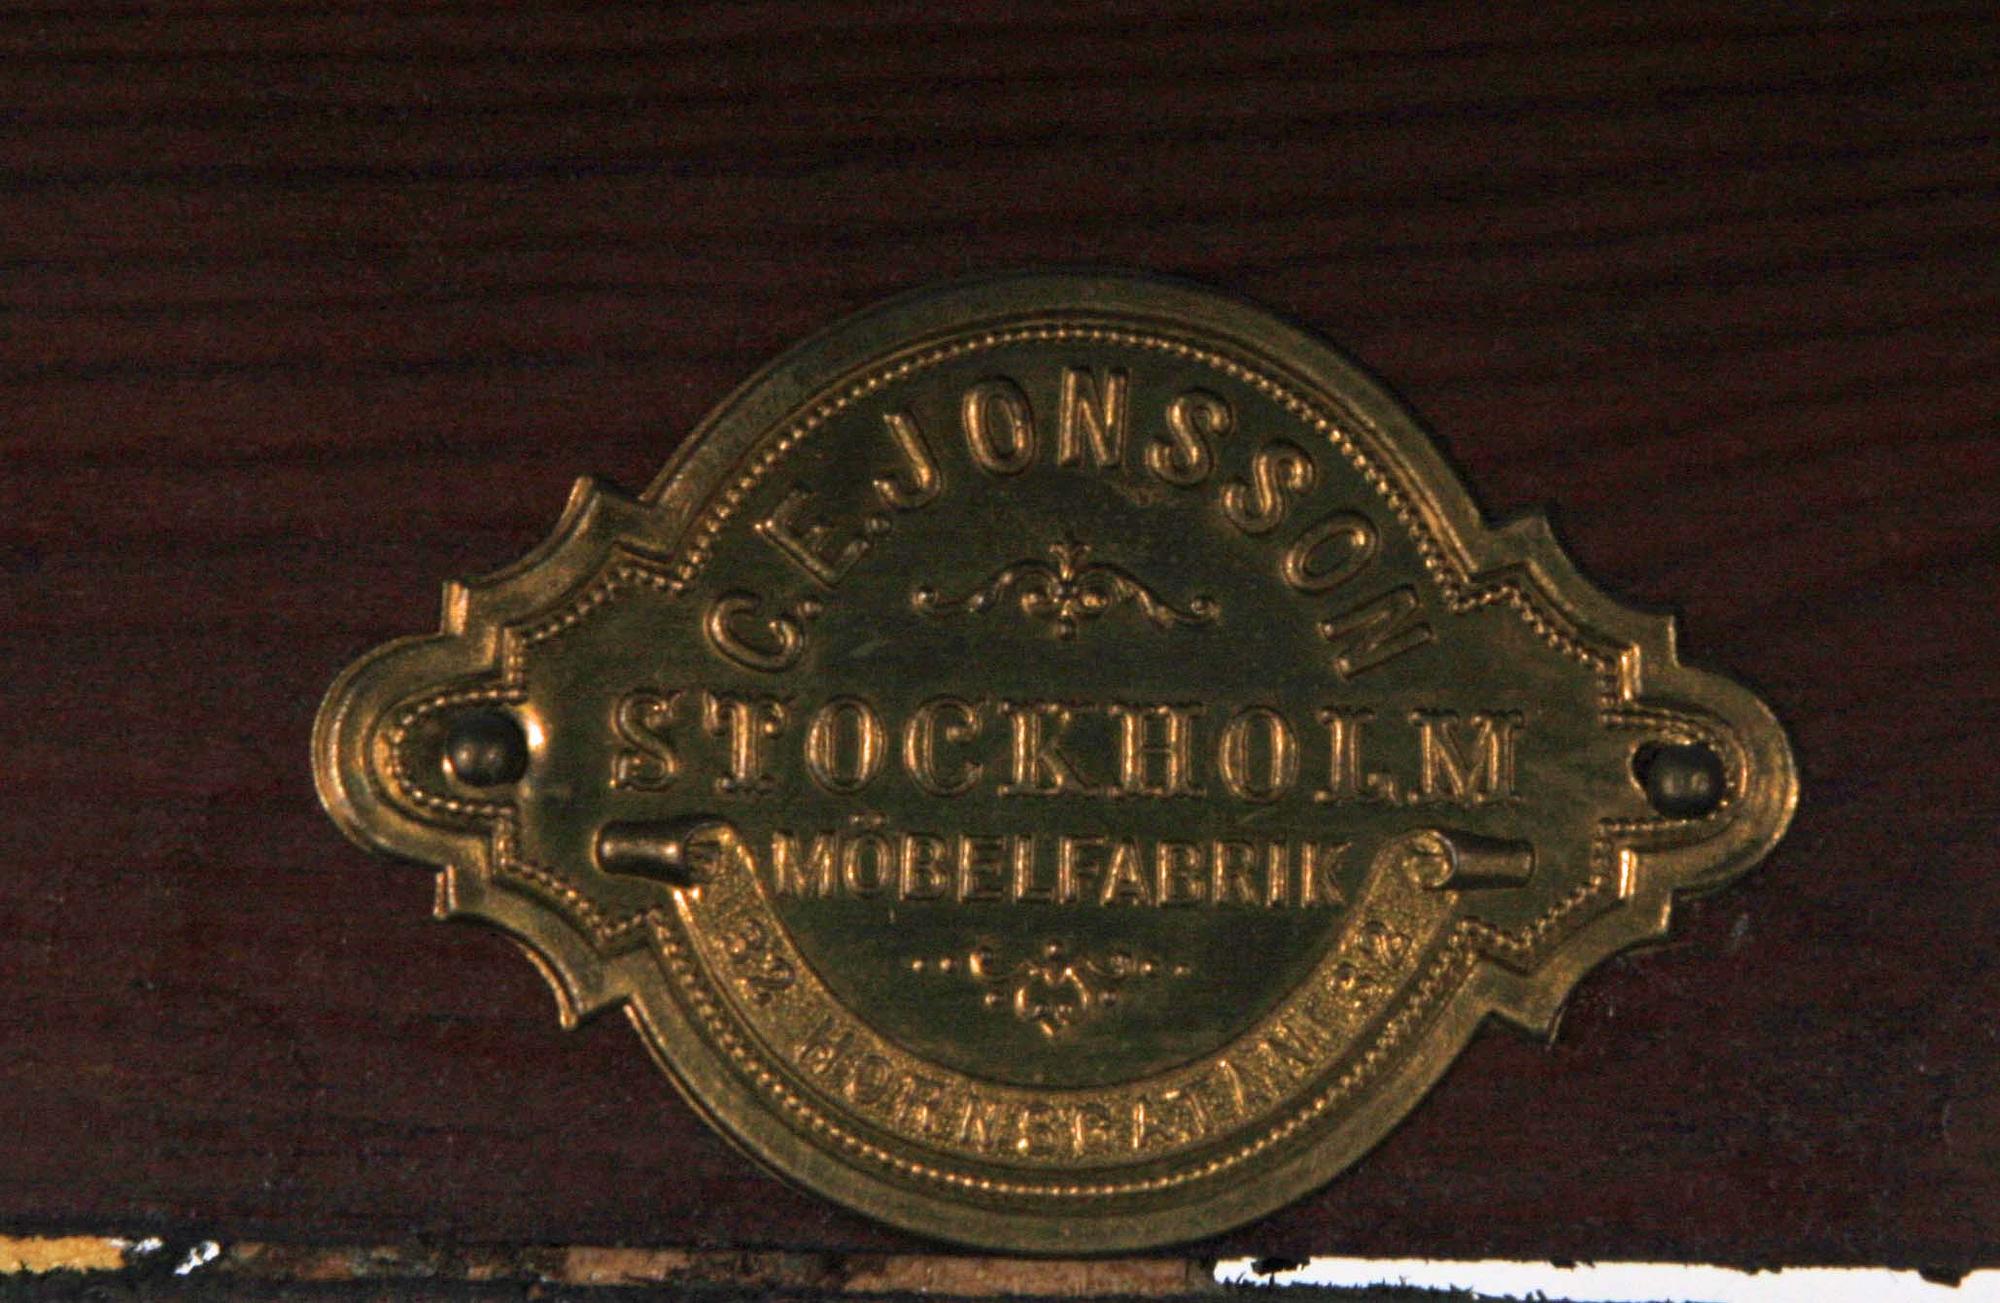 C.E.JONSSON
STOCKHOLM
MÖBELFABRIK
32 HORNSGATAN 32